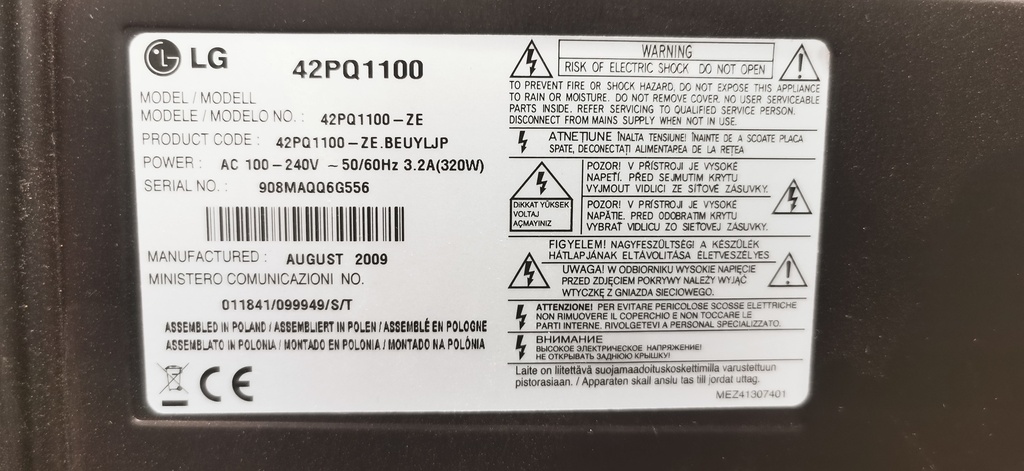 LG
42PQ1100
MODEL / MODELL
MODELE / MODELO NO. : 42PQ1100-ZE
PRODUCT CODE : 42PQ1100-ZE.BEUYLJP
POWER : AC 100-240V ~50/60Hz 3.2A(320W)
SERIAL NO. : 908MAQQ6G556
MANUFACTURED : AUGUST 2009
MINISTERO COMUNICAZIONI NO.
011841/099949/S/T
ASSEMBLED IN POLAND / ASSEMBLIERT IN POLEN / ASSEMBLÉ EN POLOGNE
ASSEMBLATO IN POLONIA / MONTADO EN POLONIA / MONTADO NA POLÓNIA
CE
WARNING
RISK OF ELECTRIC SHOCK DO NOT OPEN
TO PREVENT FIRE OR SHOCK HAZARD, DO NOT EXPOSE THIS APPLIANCE
TO RAIN OR MOISTURE. DO NOT REMOVE COVER. NO USER SERVICEABLE
PARTS INSIDE. REFER SERVICING TO QUALIFIED SERVICE PERSON.
DISCONNECT FROM MAINS SUPPLY WHEN NOT IN USE.
ATNEŢIUNE ÎNALTA TENSIUNE! ÎNAINTE DE A SCOATE PLACA
SPATE, DECONECTAŢI ALIMENTAREA DE LA REŢEA
DIKKAT YÜKSEK
VOLTAJ
AÇMAYINIZ
POZOR! V PŘÍSTROJI JE VYSOKÉ
NAPĚTÍ. PŘED SEJMUTIM KRYTU
VYJMOUT VIDLICI ZE SÍŤOVÉ ZÁSUVKY.
POZOR! V PRÍSTROJI JE VYSOKÉ
NAPÄTIE. PRED ODOBRATIM KRYTU
VYBRAŤ VIDLICU ZO SIEŤOVEJ ZÁSUVKY.
FIGYELEM! NAGYFESZÜLTSÉG! A KÉSZÜLÉK
HÁTLAPJÁNAK ELTÁVOLÍTÁSA ÉLETVESZÉLYES
UWAGA! W ODBIORNIKU WYSOKIE NAPIĘCIE
PRZED ZDJĘCIEM POKRYWY NALEŻY WYJĄĆ
WTYCZKĘ Z GNIAZDA SIECIOWEGO.
ATTENZIONE! PER EVITARE PERICOLOSE SCOSSE ELETTRICHE
NON RIMUOVERE IL COPERCHIO E NON TOCCARE LE
PARTI INTERNE. RIVOLGETEVI A PERSONAL SPECIALIZZATO.
ВНИМАНИЕ
ВЫСОКОЕ ЭЛЕКТРИЧЕСКОЕ НАПРЯЖЕНИЕ!
НЕ ОТКРЫВАТЬ ЗАДНЮЮ КРЫШКУ!
Laite on liitettävä suojamaadoituskoskettimilla varustettuun
pistorasiaan. / Apparaten skall anslu tas till jordat uttag.
MEZ41307401